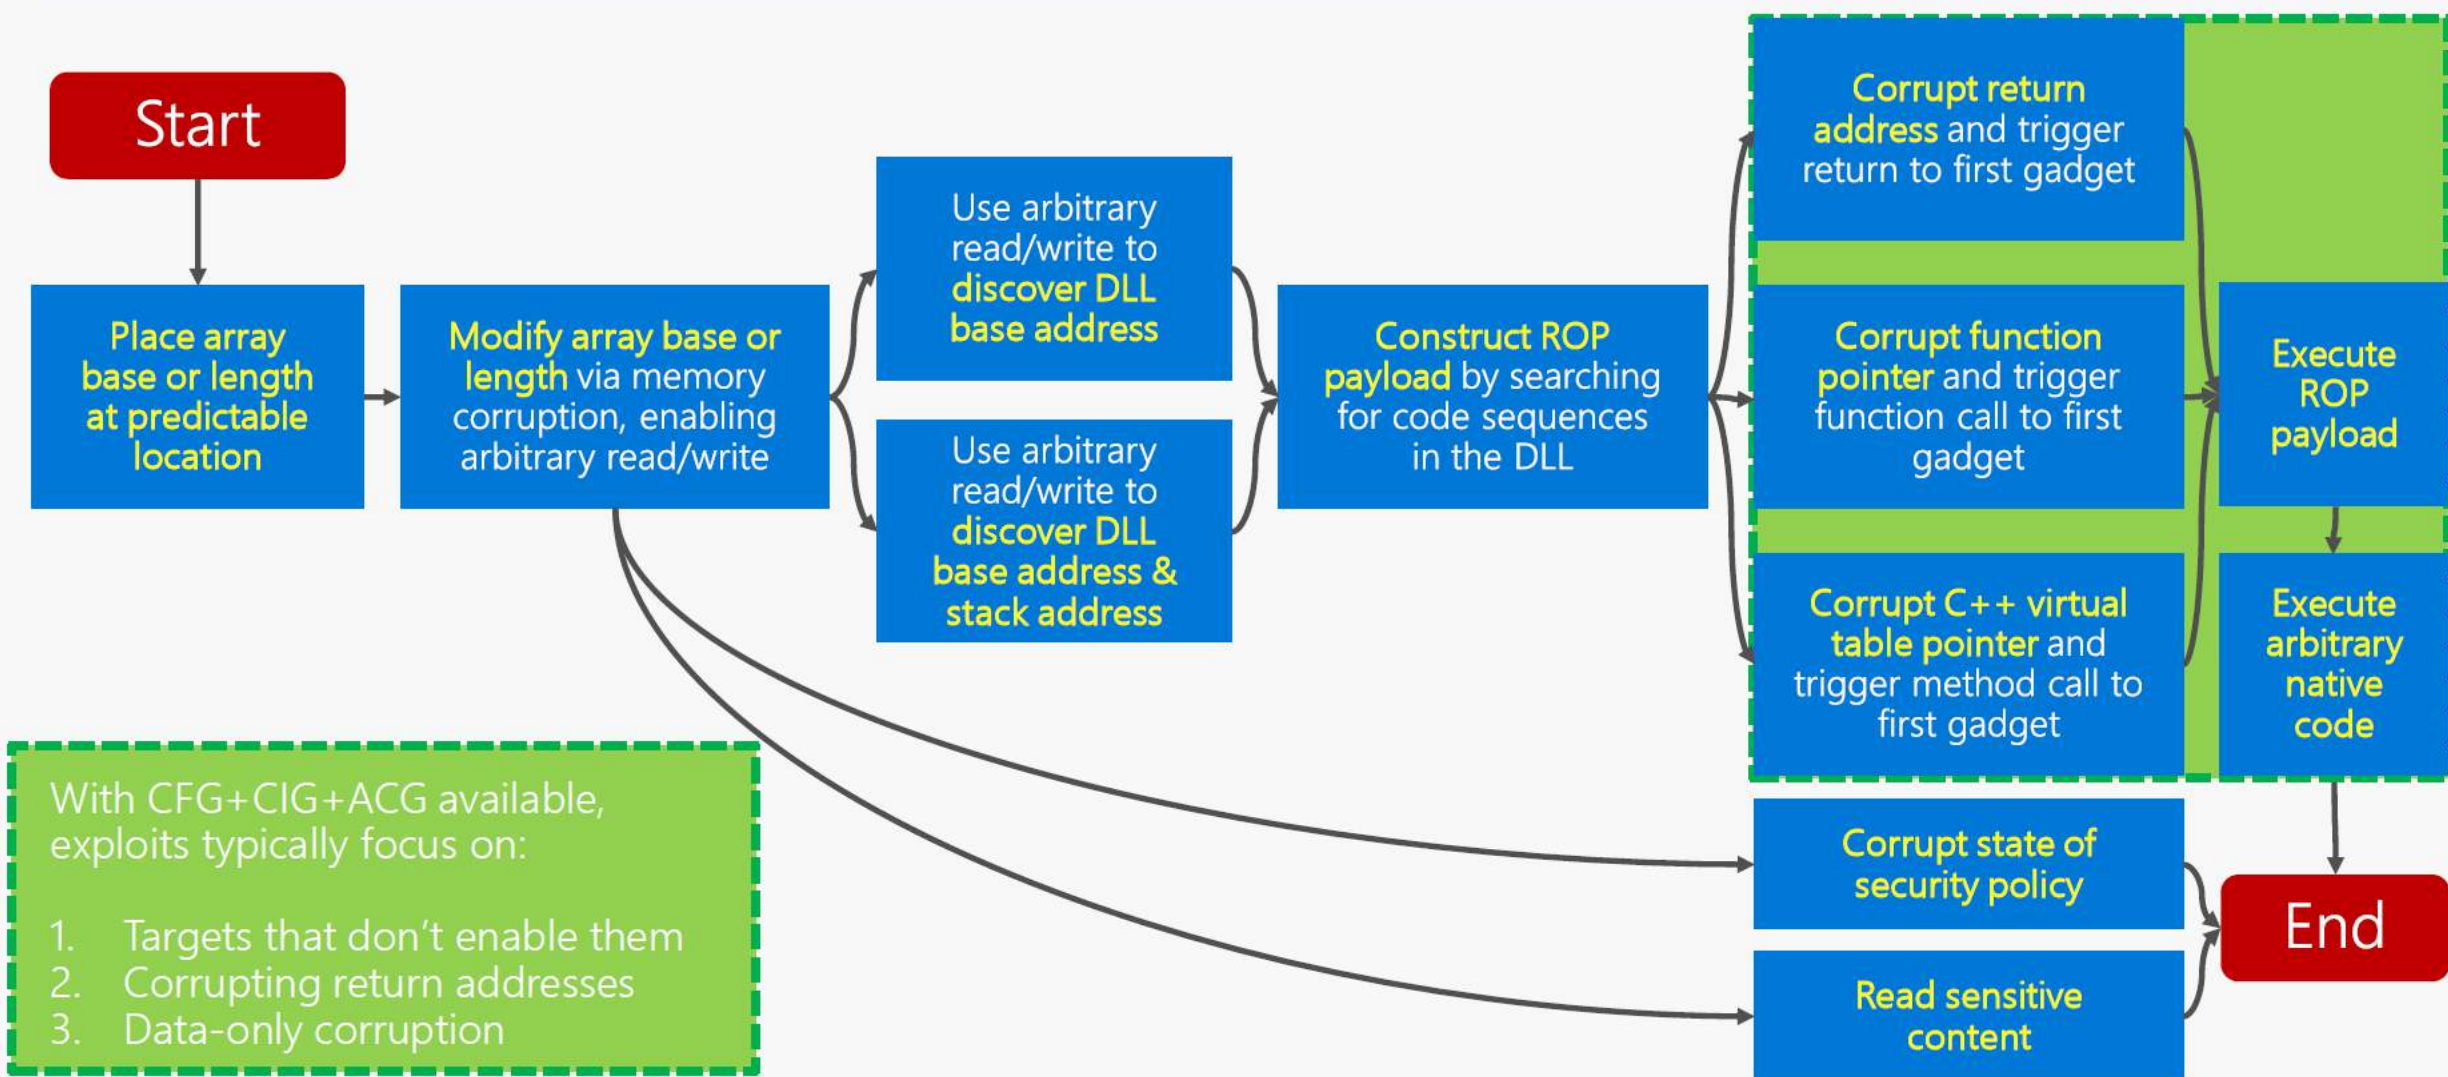 Start
Place array
base or length
at predictable
location
Modify array base or
length via memory
corruption, enabling
arbitrary read/write
Use arbitrary
read/write to
discover DLL
base address
Use arbitrary
read/write to
discover DLL
base address &
stack address
Construct ROP
payload by searching
for code sequences
in the DLL
Corrupt return
address and trigger
return to first gadget
Corrupt function
pointer and trigger
function call to first
gadget
Corrupt C++ virtual
table pointer and
trigger method call to
first gadget
Execute
ROP
payload
Execute
arbitrary
native
code
Corrupt state of
security policy
Read sensitive
content
End
With CFG+CIG+ACG available,
exploits typically focus on:
1. Targets that don’t enable them
2. Corrupting return addresses
3. Data-only corruption